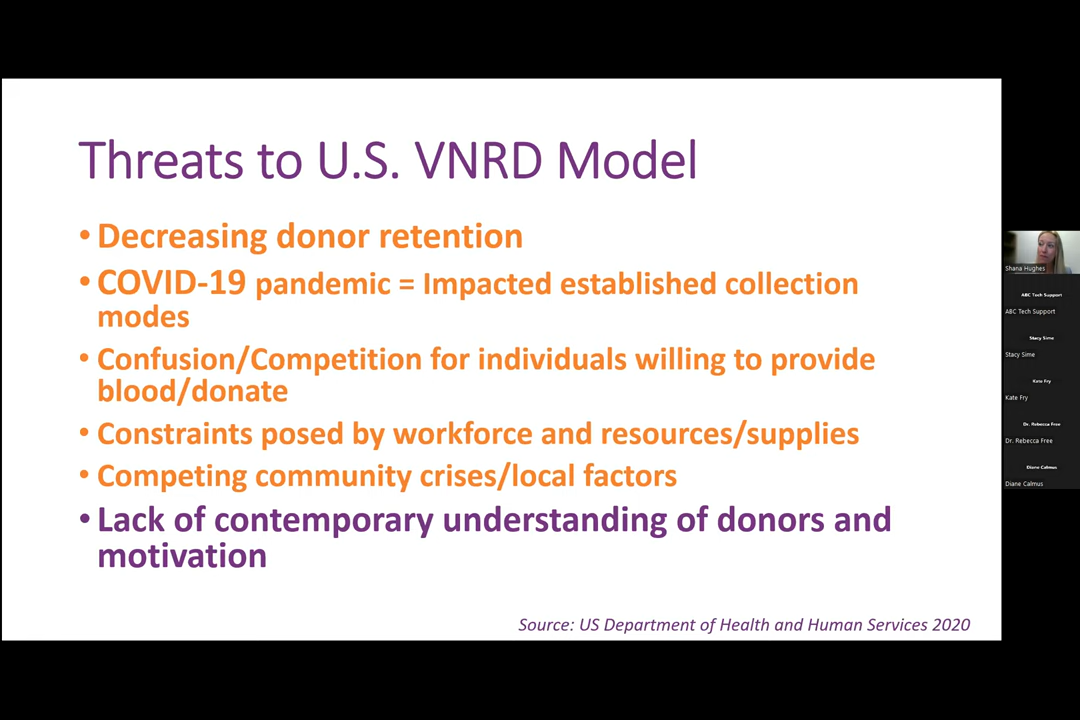 Threats to U.S. VNRD Model
• Decreasing donor retention
• COVID-19 pandemic = Impacted established collection
modes
• Confusion/Competition for individuals willing to provide
blood/donate
• Constraints posed by workforce and resources/supplies
• Competing community crises/local factors
• Lack of contemporary understanding of donors and
motivation
Source: US Department of Health and Human Services 2020
Shana Hughes
ABC Tech Support
ABC Tech Support
Stacy Sime
Stacy Sime
Kate Fry
Kate Fry
Dr. Rebecca Free
Dr. Rebecca Free
Diane Calmus
Diane Calmus